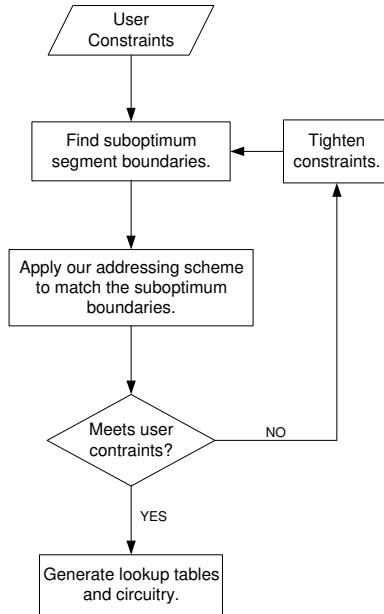 User
Constraints
Find suboptimum
segment boundaries.
Tighten
constraints.
Apply our addressing scheme
to match the suboptimum
boundaries.
Meets user
contraints?
NO
YES
Generate lookup tables
and circuitry.